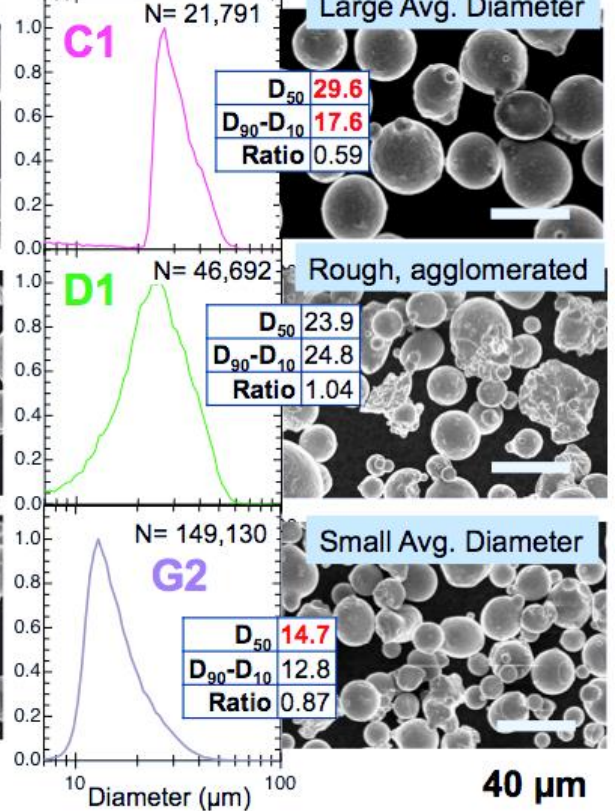 N= 21,791
Large Avg. Diameter
C1
1.0
0.8
0.6
0.4
0.2
0.0
D50 29.6
D90-D10 17.6
Ratio 0.59
N= 46,692
Rough, agglomerated
D1
1.0
0.8
0.6
0.4
0.2
0.0
D50 23.9
D90-D10 24.8
Ratio 1.04
N= 149,130
Small Avg. Diameter
G2
1.0
0.8
0.6
0.4
0.2
0.0
D50 14.7
D90-D10 12.8
Ratio 0.87
10
100
Diameter (µm)
40 µm